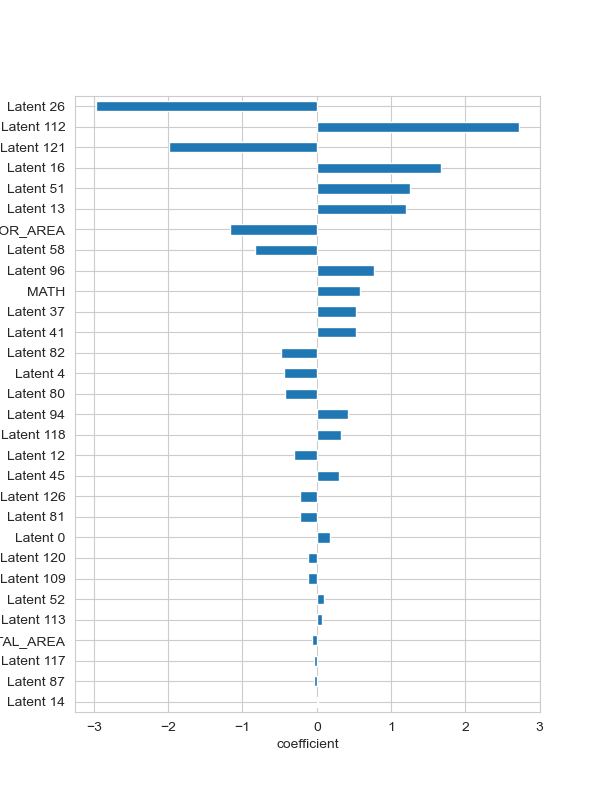 Latent 26
Latent 112
Latent 121
Latent 16
Latent 51
Latent 13
OR_AREA
Latent 58
Latent 96
MATH
Latent 37
Latent 41
Latent 82
Latent 4
Latent 80
Latent 94
Latent 118
Latent 12
Latent 45
Latent 126
Latent 81
Latent 0
Latent 120
Latent 109
Latent 52
Latent 113
TAL_AREA
Latent 117
Latent 87
Latent 14
−3 −2 −1 0 1 2 3
coefficient